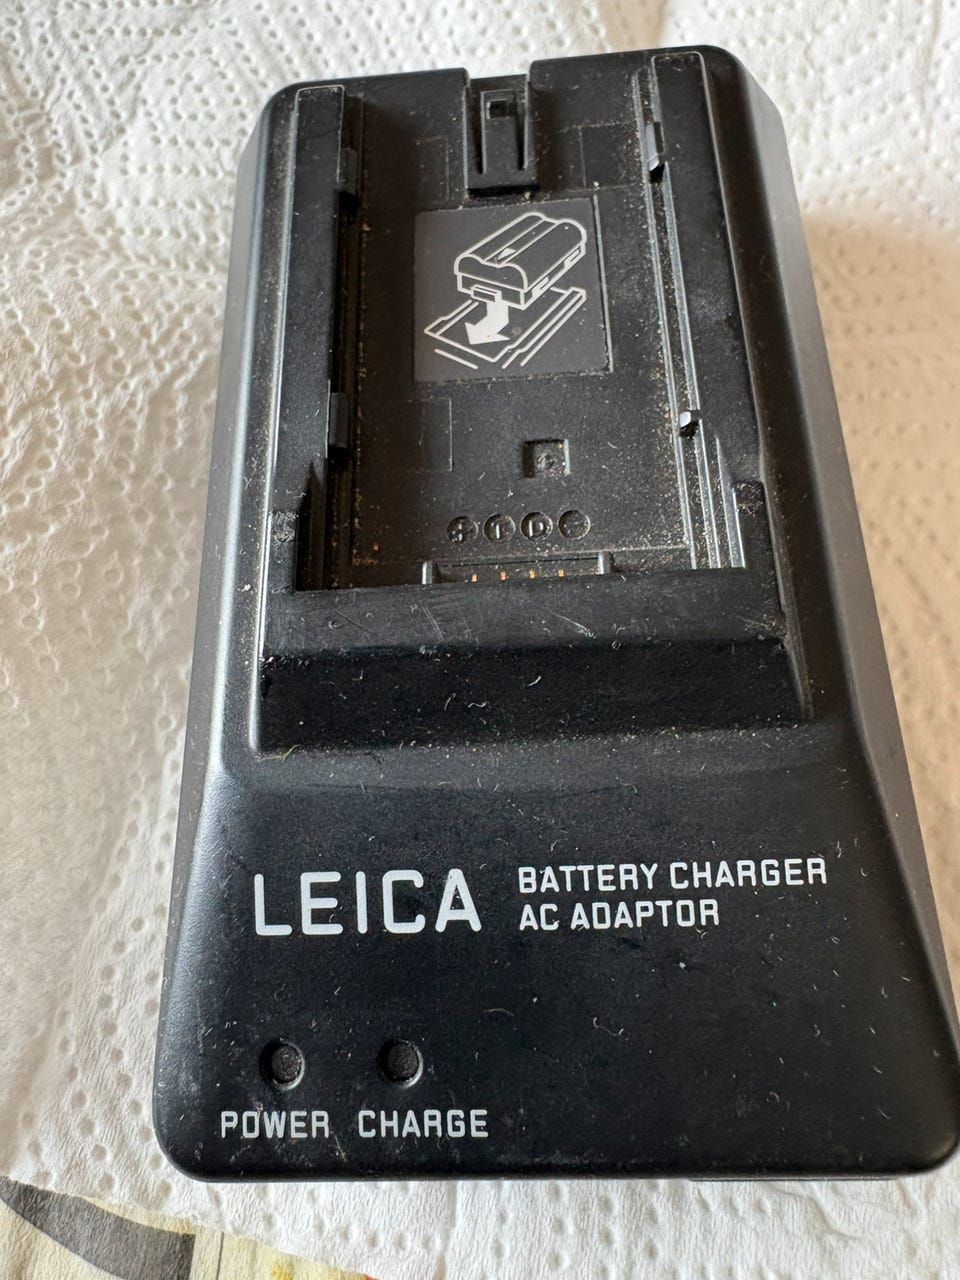 + T D −
LEICA
BATTERY CHARGER
AC ADAPTOR
POWER CHARGE